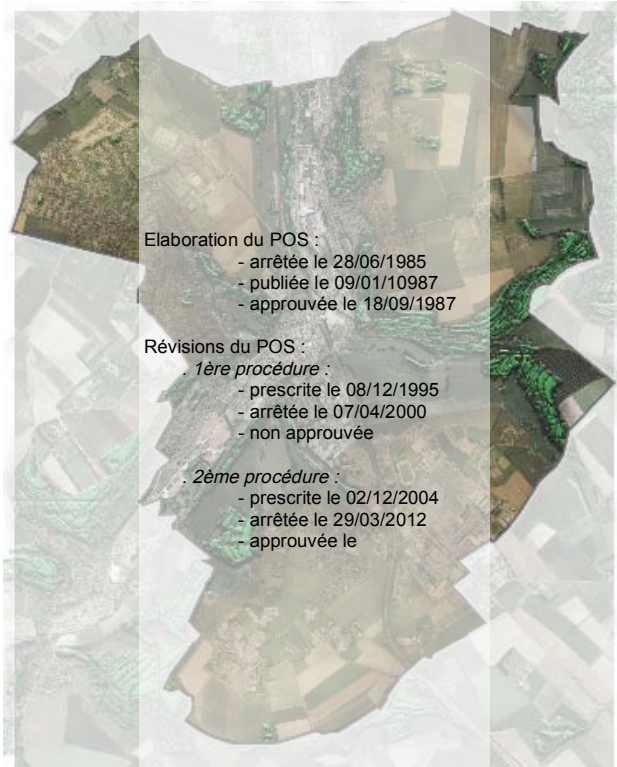 Elaboration du POS :
- arrêtée le 28/06/1985
- publiée le 09/01/10987
- approuvée le 18/09/1987
Révisions du POS :
. 1ère procédure :
- prescrite le 08/12/1995
- arrêtée le 07/04/2000
- non approuvée
. 2ème procédure :
- prescrite le 02/12/2004
- arrêtée le 29/03/2012
- approuvée le